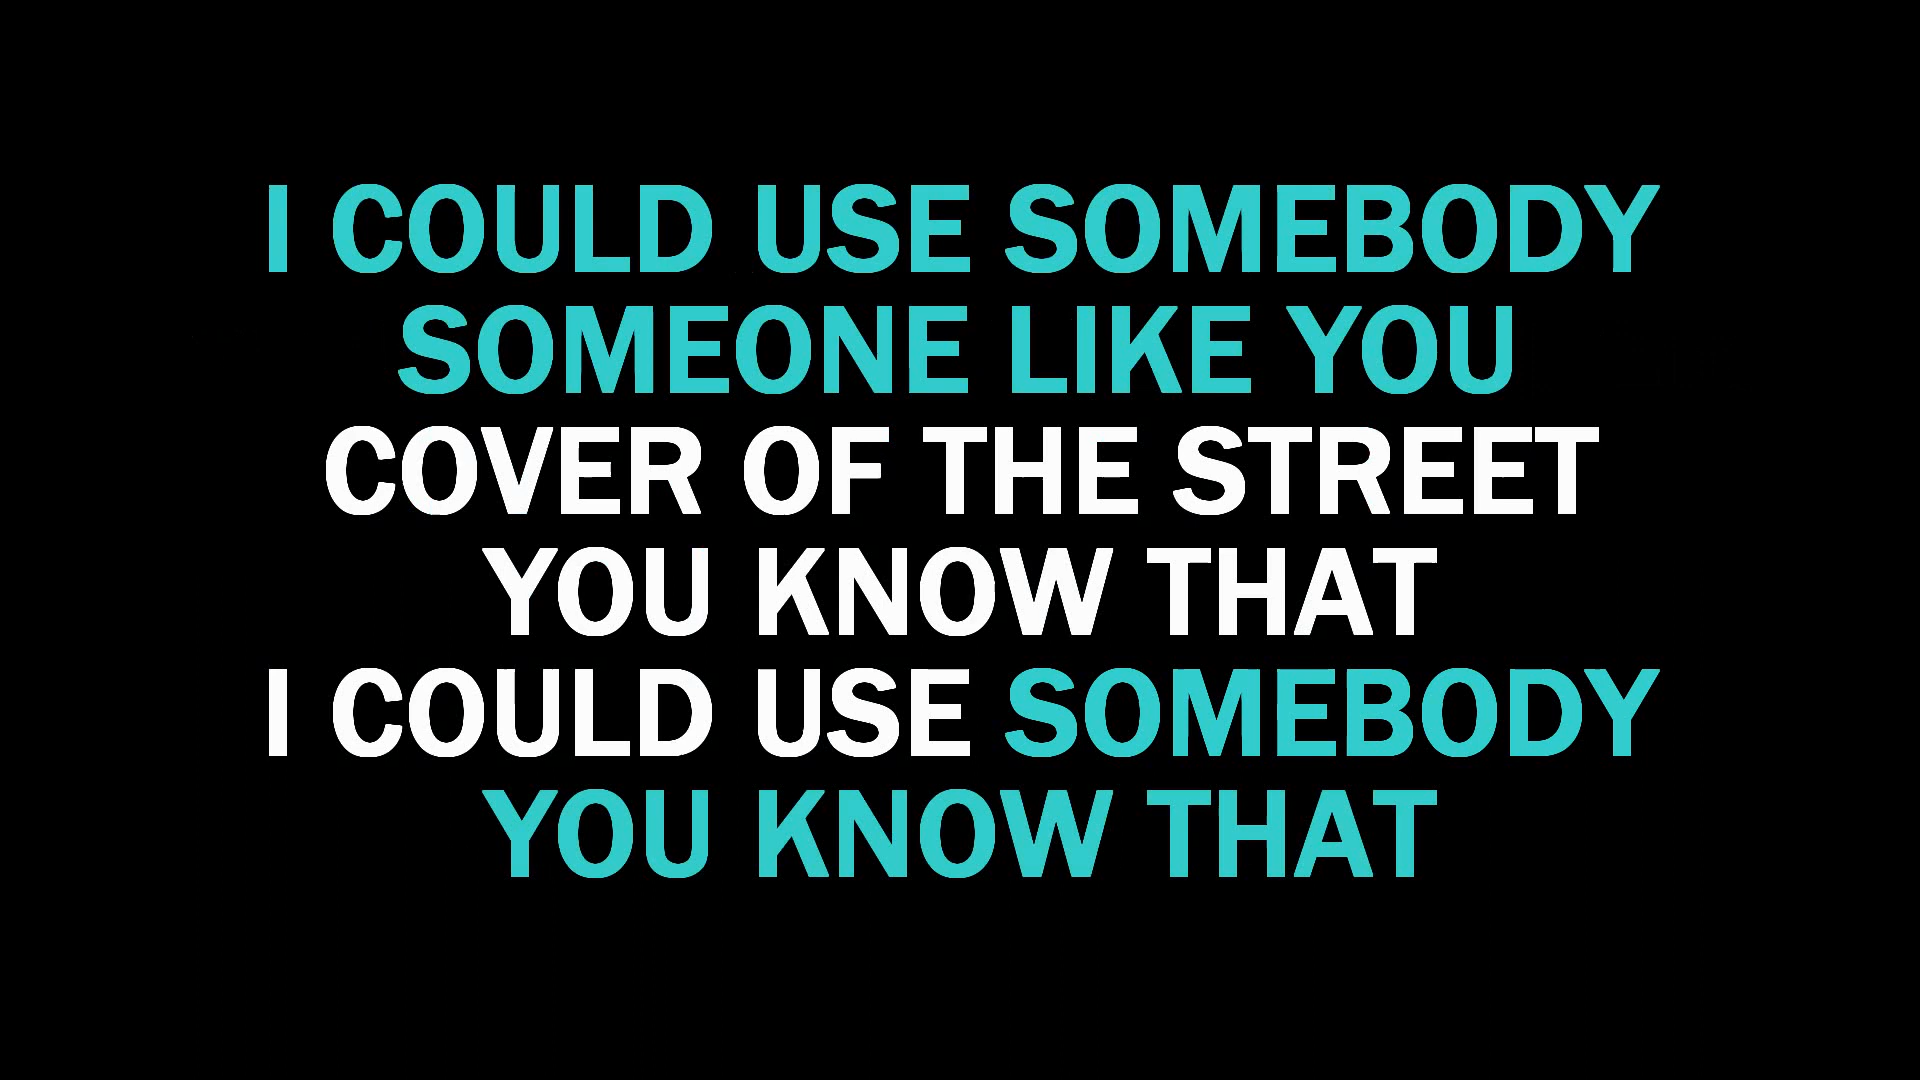 I COULD USE SOMEBODY
SOMEONE LIKE YOU
COVER OF THE STREET
YOU KNOW THAT
I COULD USE SOMEBODY
YOU KNOW THAT